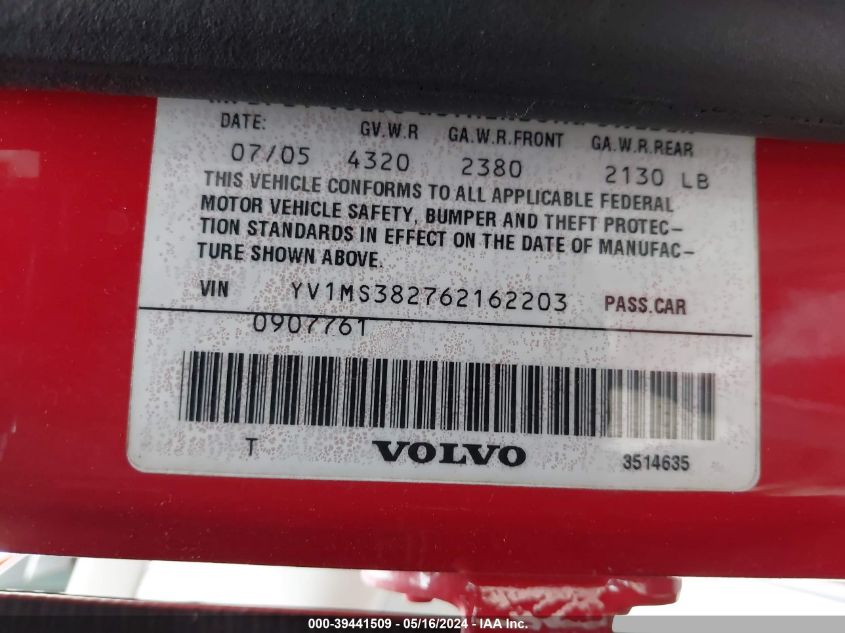 DATE: GV.W.R GA.W.R.FRONT GA.W.R.REAR
07/05 4320 2380 2130 LB
THIS VEHICLE CONFORMS TO ALL APPLICABLE FEDERAL
MOTOR VEHICLE SAFETY, BUMPER AND THEFT PROTEC-
TION STANDARDS IN EFFECT ON THE DATE OF MANUFAC-
TURE SHOWN ABOVE.
VIN YV1MS382762162203 PASS.CAR
0907761
T VOLVO 3514635
000-39441509 - 05/16/2024 - IAA Inc.